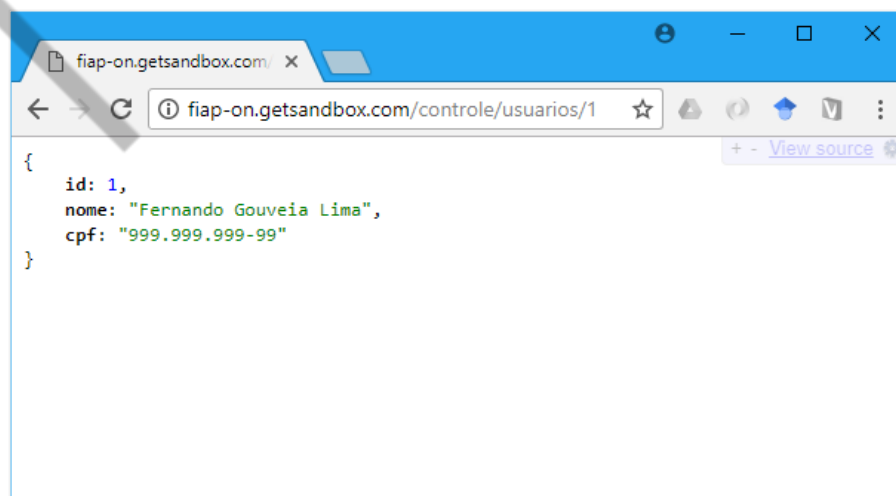 fiap-on.getsandbox.com/
fiap-on.getsandbox.com/controle/usuarios/1
+ - View source
{
id: 1,
nome: "Fernando Gouveia Lima",
cpf: "999.999.999-99"
}